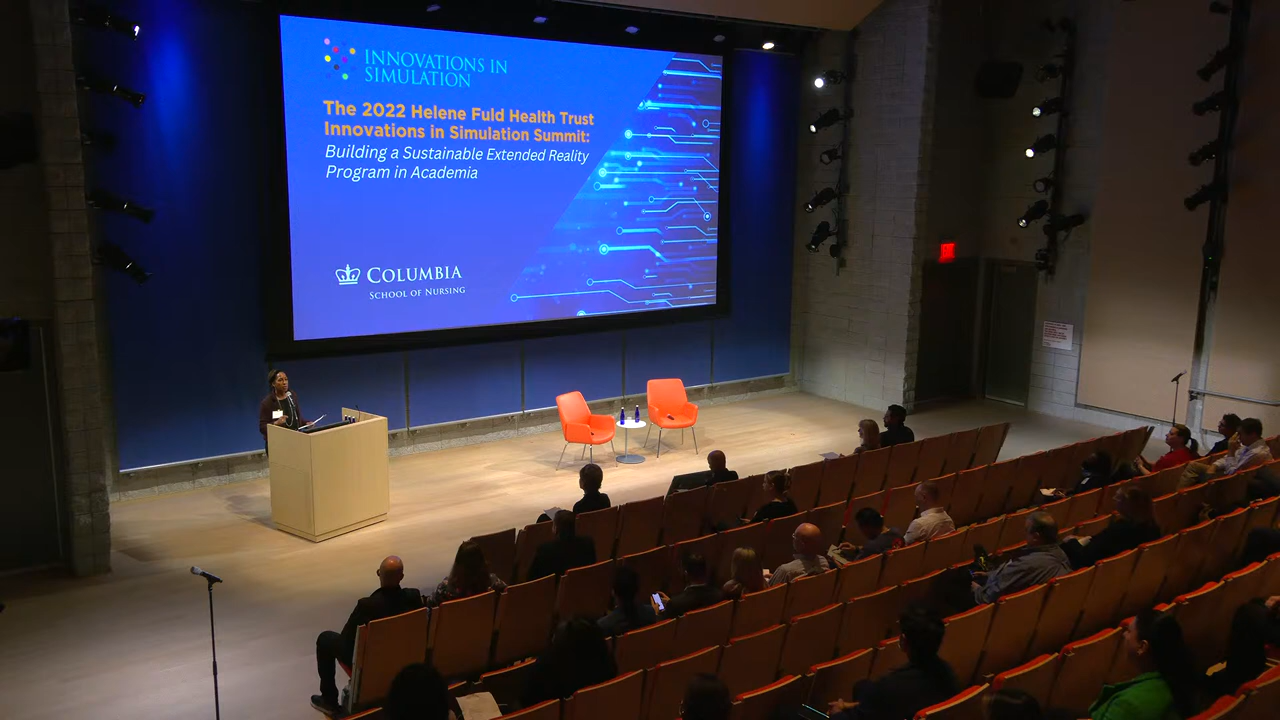 INNOVATIONS IN
SIMULATION
The 2022 Helene Fuld Health Trust
Innovations in Simulation Summit:
Building a Sustainable Extended Reality
Program in Academia
COLUMBIA
SCHOOL OF NURSING